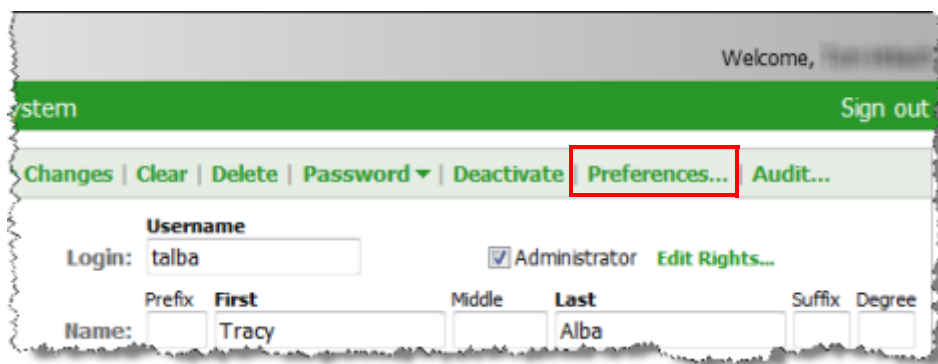 Welcome,
ystem Sign out
Changes | Clear | Delete | Password ▼ | Deactivate | Preferences... | Audit...
Username
Login: talba Administrator Edit Rights...
Prefix First Middle Last Suffix Degree
Name: Tracy Alba